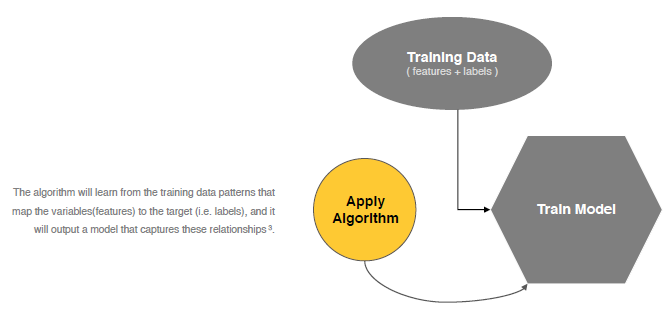 Training Data
( features + labels )
The algorithm will learn from the training data patterns that
map the variables(features) to the target (i.e. labels), and it
will output a model that captures these relationships ³.
Apply
Algorithm
Train Model